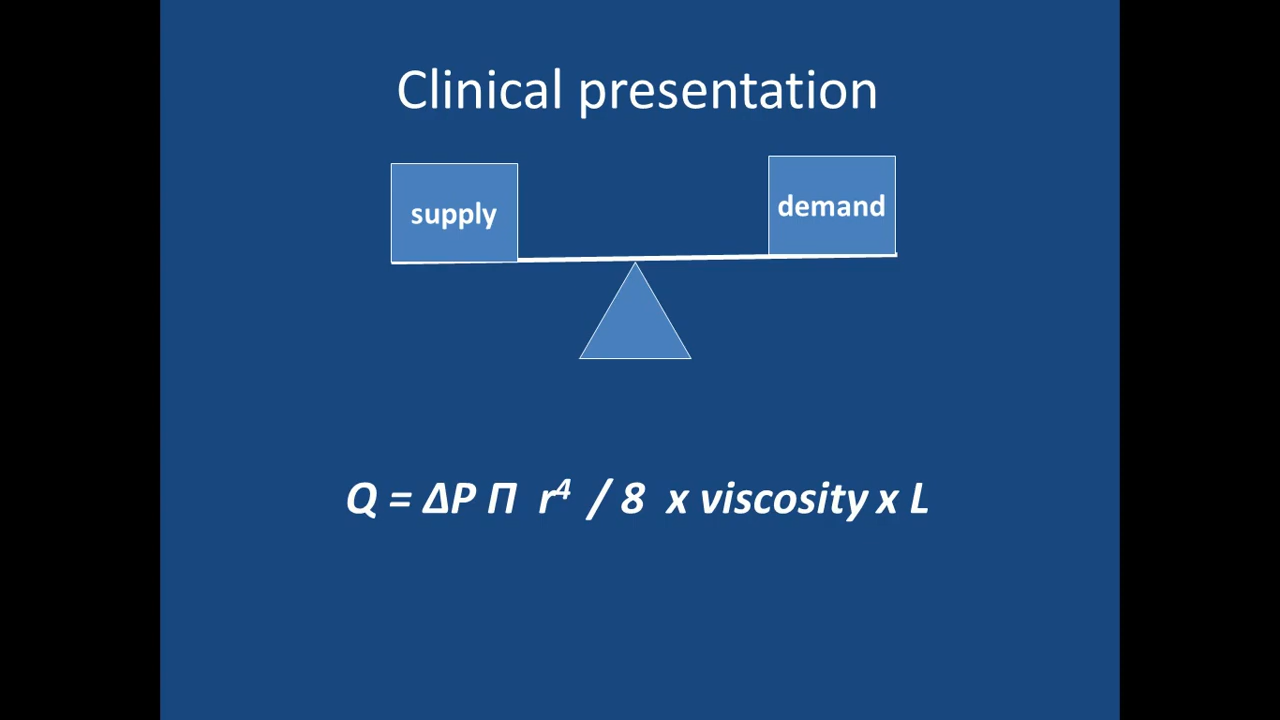 Clinical presentation
supply
demand
Q = ΔP Π r⁴ / 8 x viscosity x L